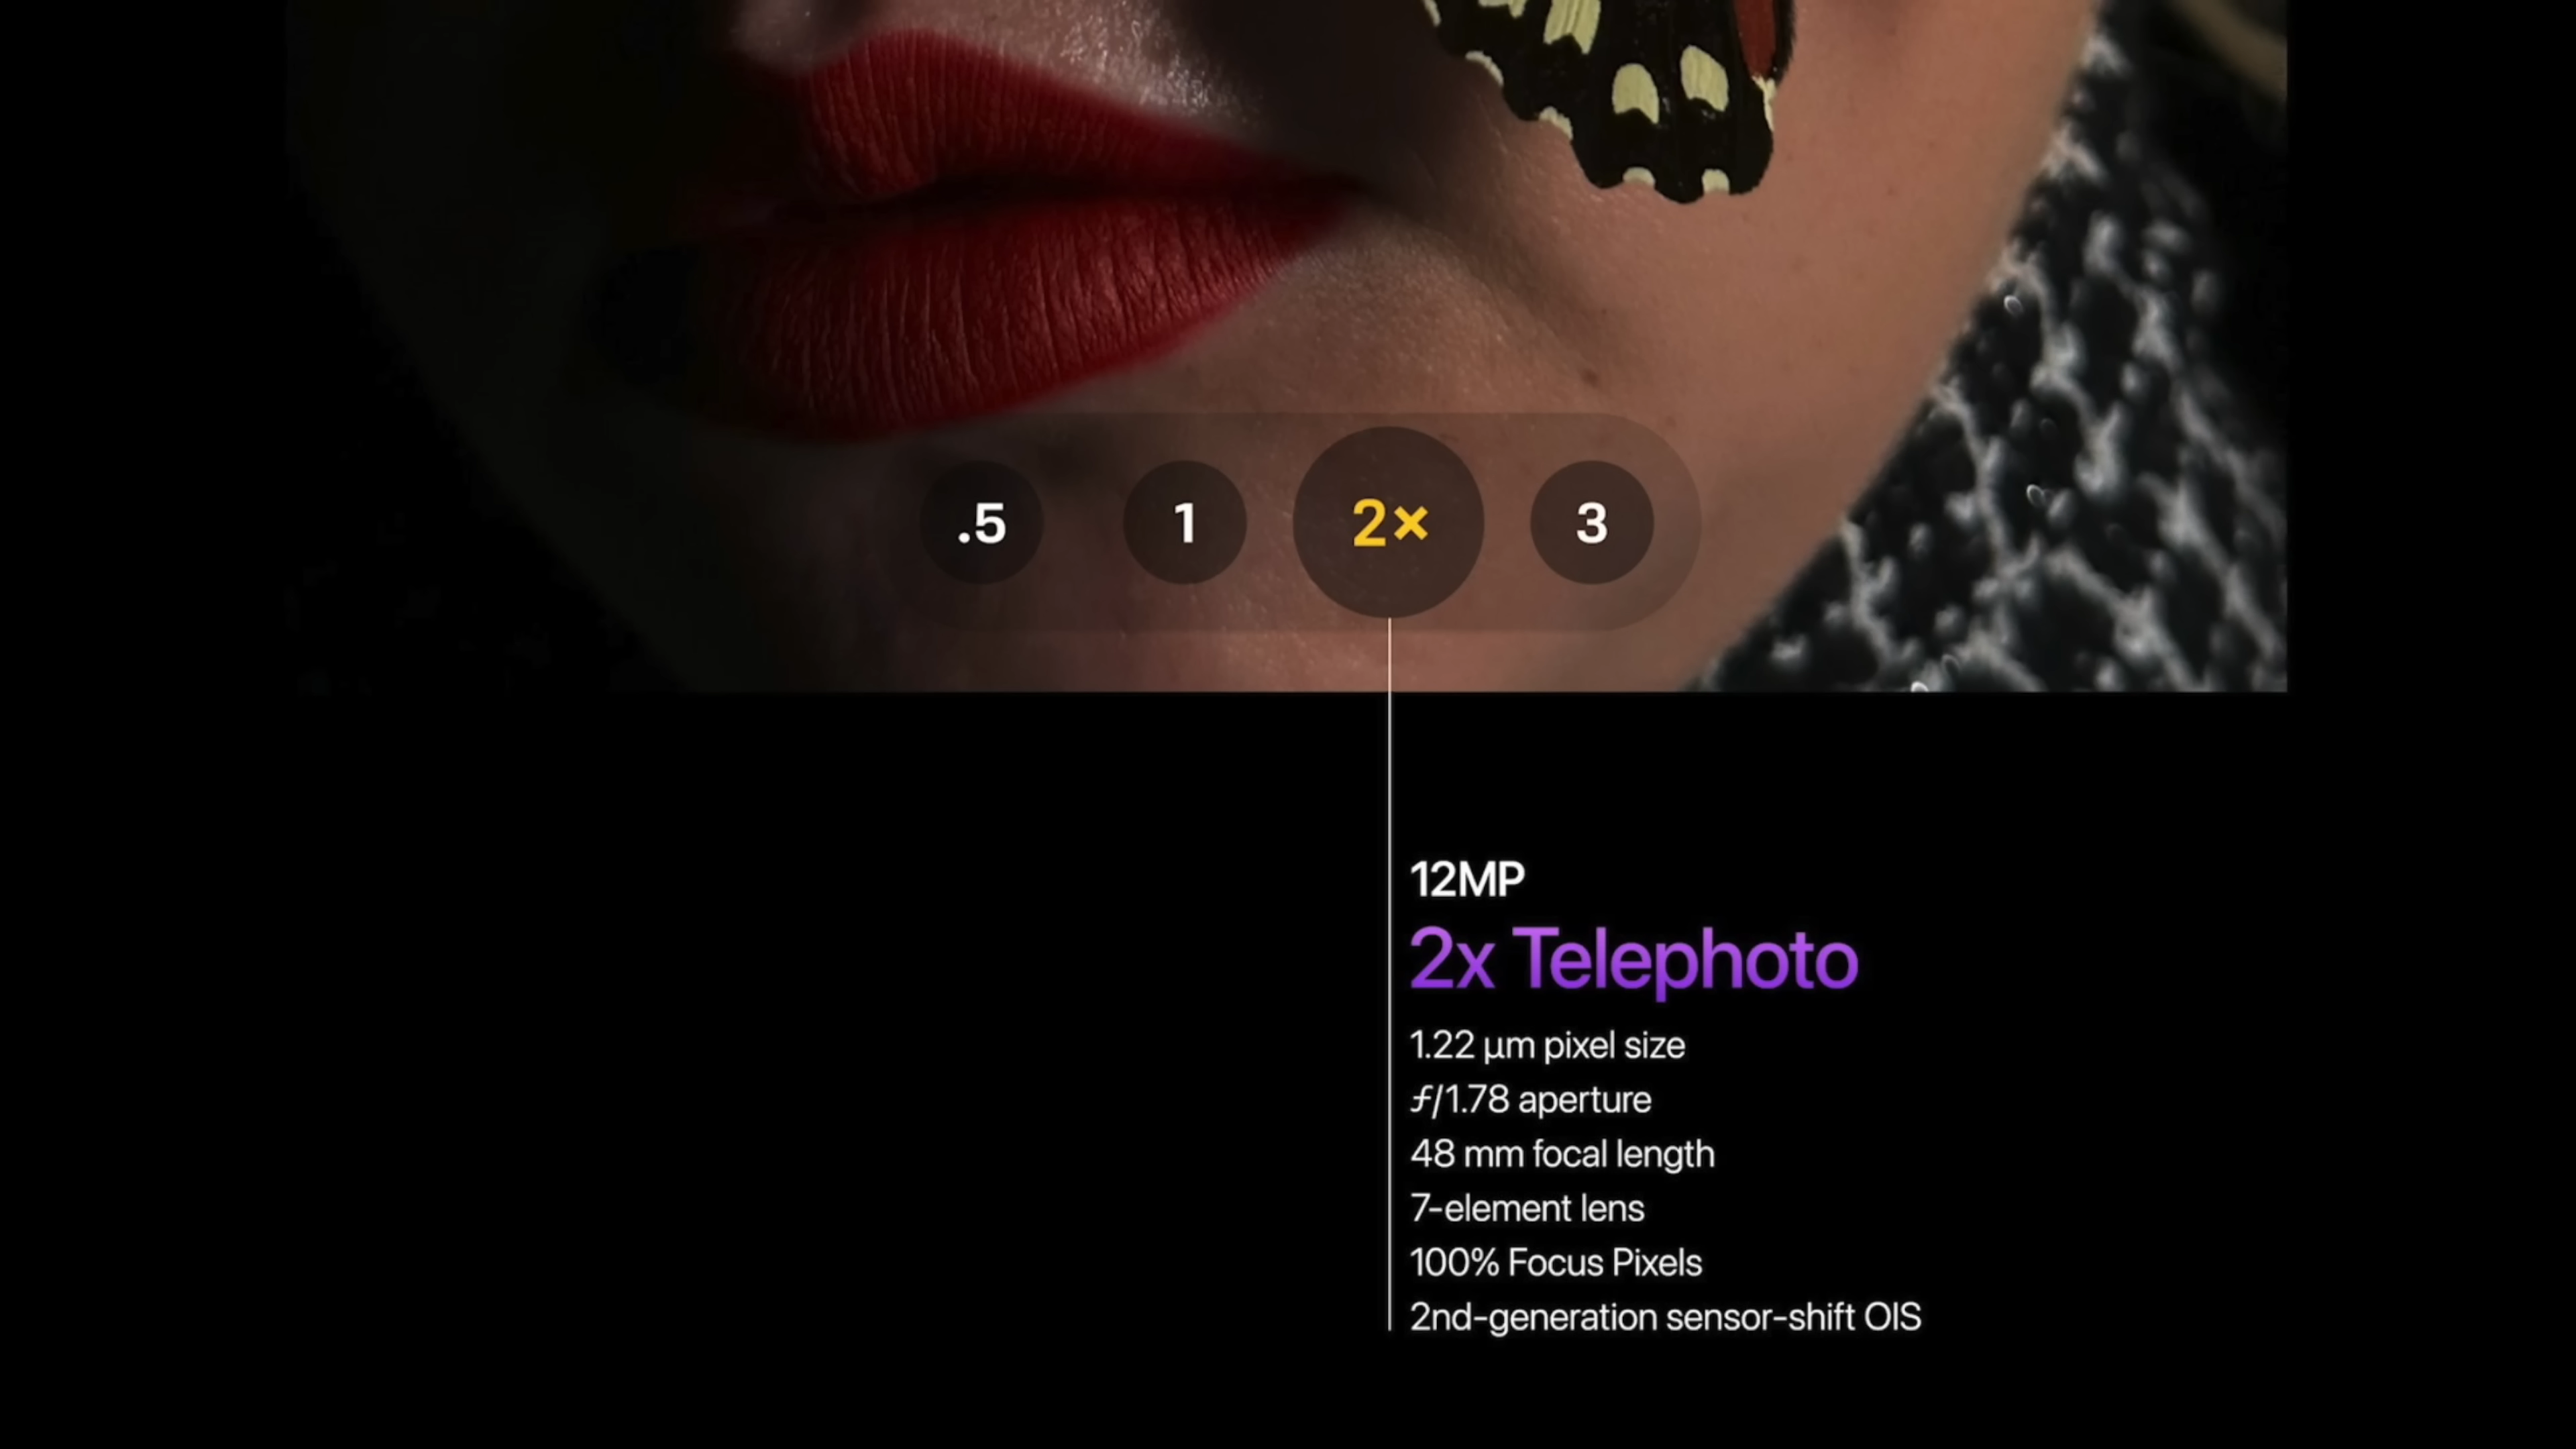 .5
1
2×
3
12MP
2x Telephoto
1.22 µm pixel size
ƒ/1.78 aperture
48 mm focal length
7-element lens
100% Focus Pixels
2nd-generation sensor-shift OIS